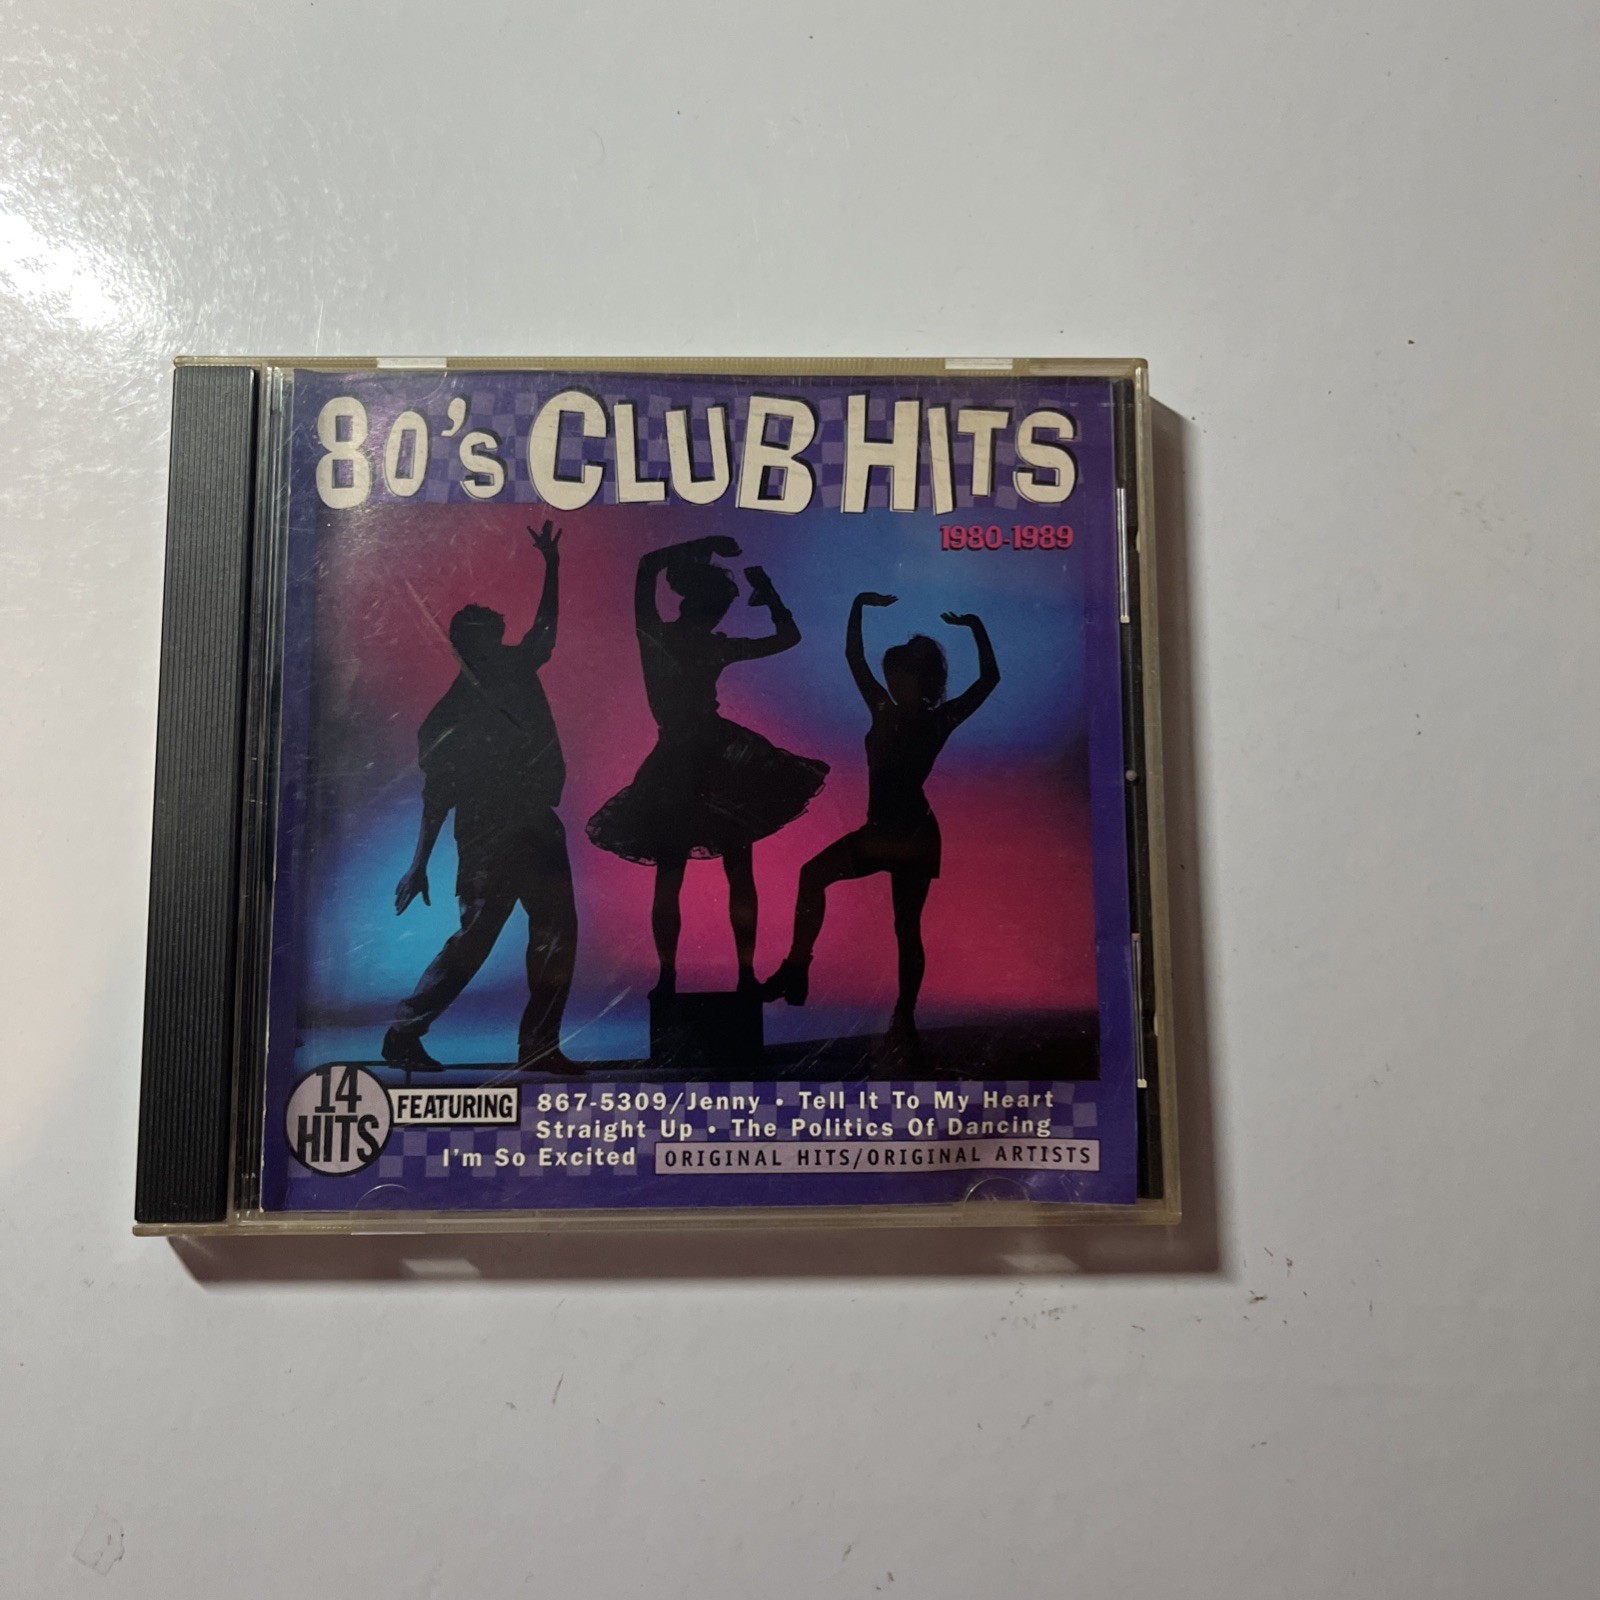 80's CLUB HITS
1980-1989
14 HITS
FEATURING
867-5309/Jenny • Tell It To My Heart
Straight Up • The Politics Of Dancing
I'm So Excited
ORIGINAL HITS/ORIGINAL ARTISTS